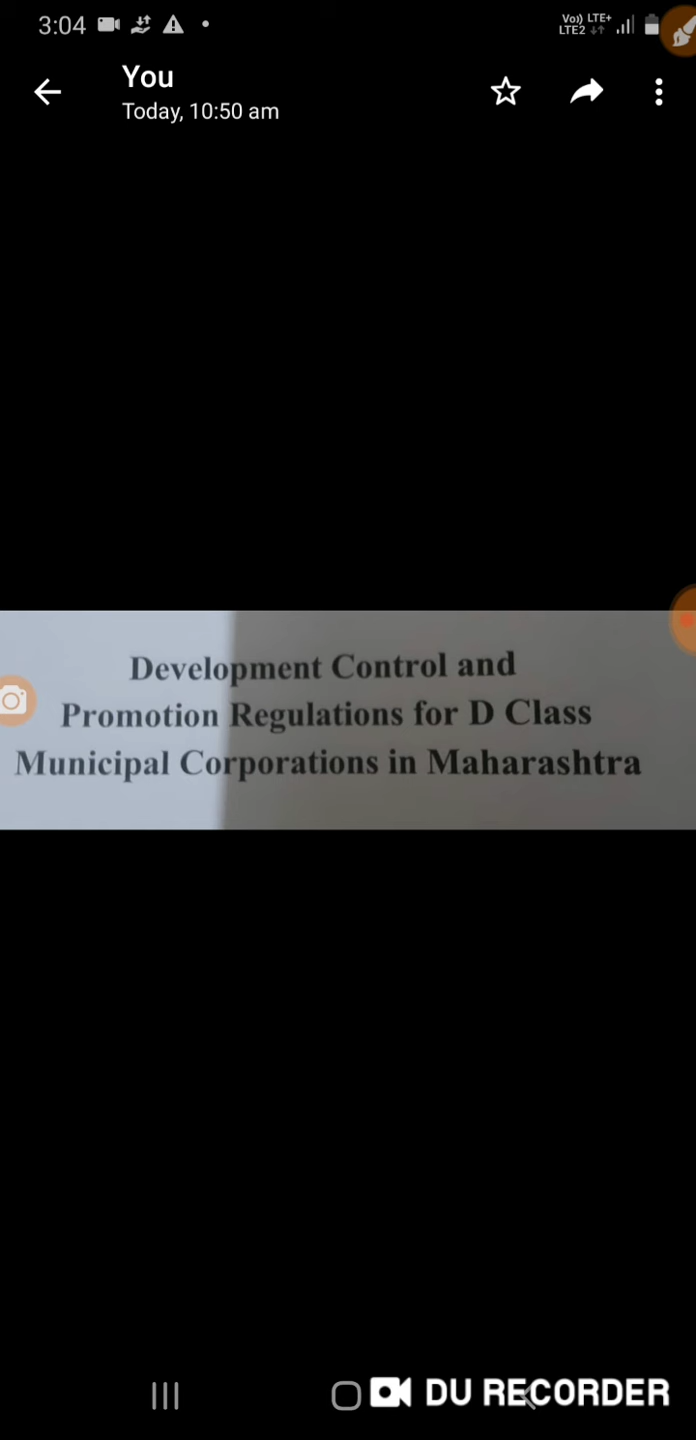 3:04
Vo)) LTE+
LTE2
You
Today, 10:50 am
Development Control and
Promotion Regulations for D Class
Municipal Corporations in Maharashtra
DU RECORDER